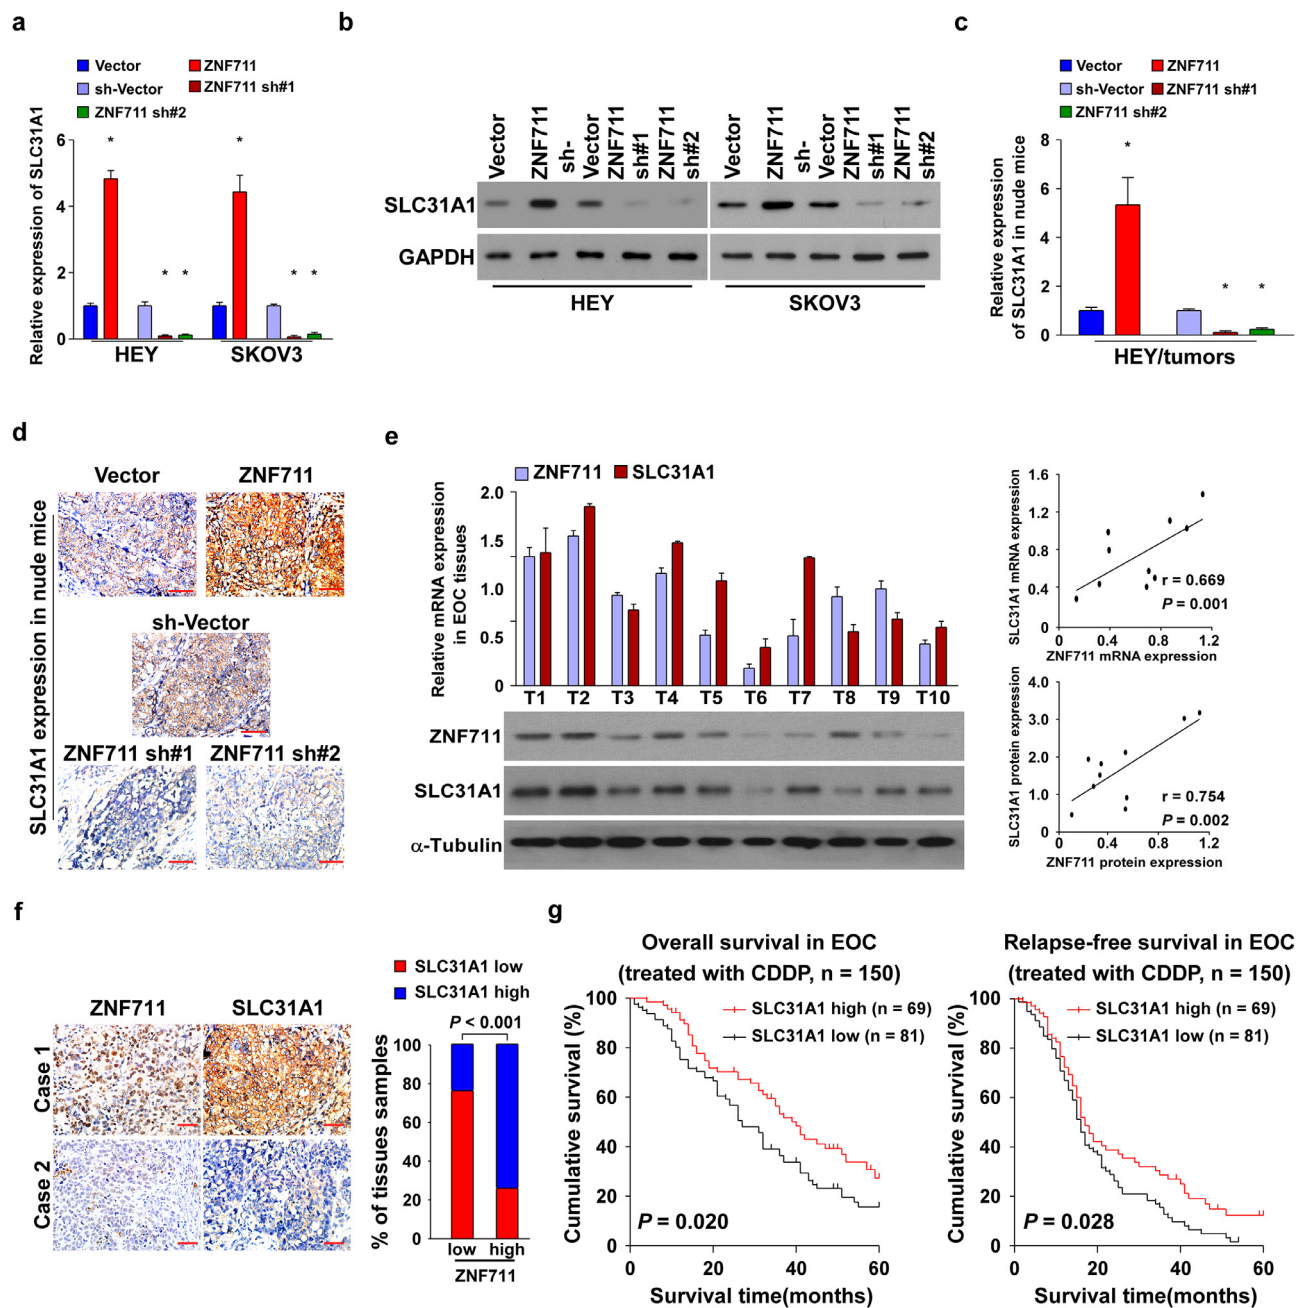 a
Vector
ZNF711
sh-Vector
ZNF711 sh#1
ZNF711 sh#2
Relative expression of SLC31A1
6
4
2
0
*
*
* *
* *
HEY
SKOV3
b
Vector
ZNF711
sh-
Vector
ZNF711
sh#1
ZNF711
sh#2
Vector
ZNF711
sh-
Vector
ZNF711
sh#1
ZNF711
sh#2
SLC31A1
GAPDH
HEY
SKOV3
c
Vector
ZNF711
sh-Vector
ZNF711 sh#1
ZNF711 sh#2
Relative expression
of SLC31A1 in nude mice
8
6
4
2
0
*
*
*
HEY/tumors
d
SLC31A1 expression in nude mice
Vector
ZNF711
sh-Vector
ZNF711 sh#1
ZNF711 sh#2
e
ZNF711
SLC31A1
Relative mRNA expression
in EOC tissues
2.0
1.5
1.0
0.5
0
T1 T2 T3 T4 T5 T6 T7 T8 T9 T10
ZNF711
SLC31A1
α-Tubulin
SLC31A1 mRNA expression
1.6
1.2
0.8
0.4
0
r = 0.669
P = 0.001
0 0.4 0.8 1.2
ZNF711 mRNA expression
SLC31A1 protein expression
4.0
3.0
2.0
1.0
0
r = 0.754
P = 0.002
0 0.4 0.8 1.2
ZNF711 protein expression
f
ZNF711
SLC31A1
Case 1
Case 2
SLC31A1 low
SLC31A1 high
P < 0.001
% of tissues samples
100
80
60
40
20
0
low high
ZNF711
g
Overall survival in EOC
(treated with CDDP, n = 150)
Cumulative survival (%)
100
80
60
40
20
0
SLC31A1 high (n = 69)
SLC31A1 low (n = 81)
P = 0.020
0 20 40 60
Survival time(months)
Relapse-free survival in EOC
(treated with CDDP, n = 150)
Cumulative survival (%)
100
80
60
40
20
0
SLC31A1 high (n = 69)
SLC31A1 low (n = 81)
P = 0.028
0 20 40 60
Survival time(months)